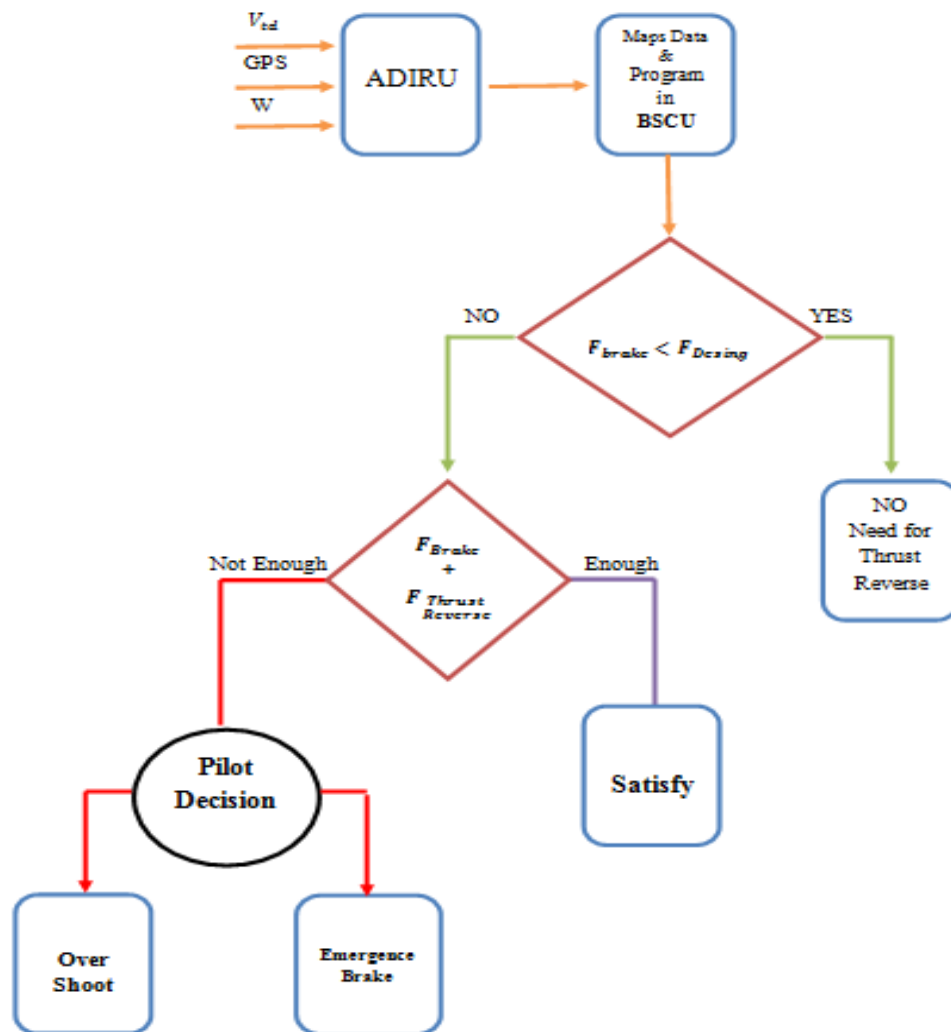 V_td
GPS
W
ADIRU
Maps Data
&
Program
in
BSCU
NO
YES
F_brake < F_Desing
NO
Need for
Thrust
Reverse
Not Enough
F_Brake
+
F_Thrust
Reverse
Enough
Pilot
Decision
Satisfy
Over
Shoot
Emergence
Brake